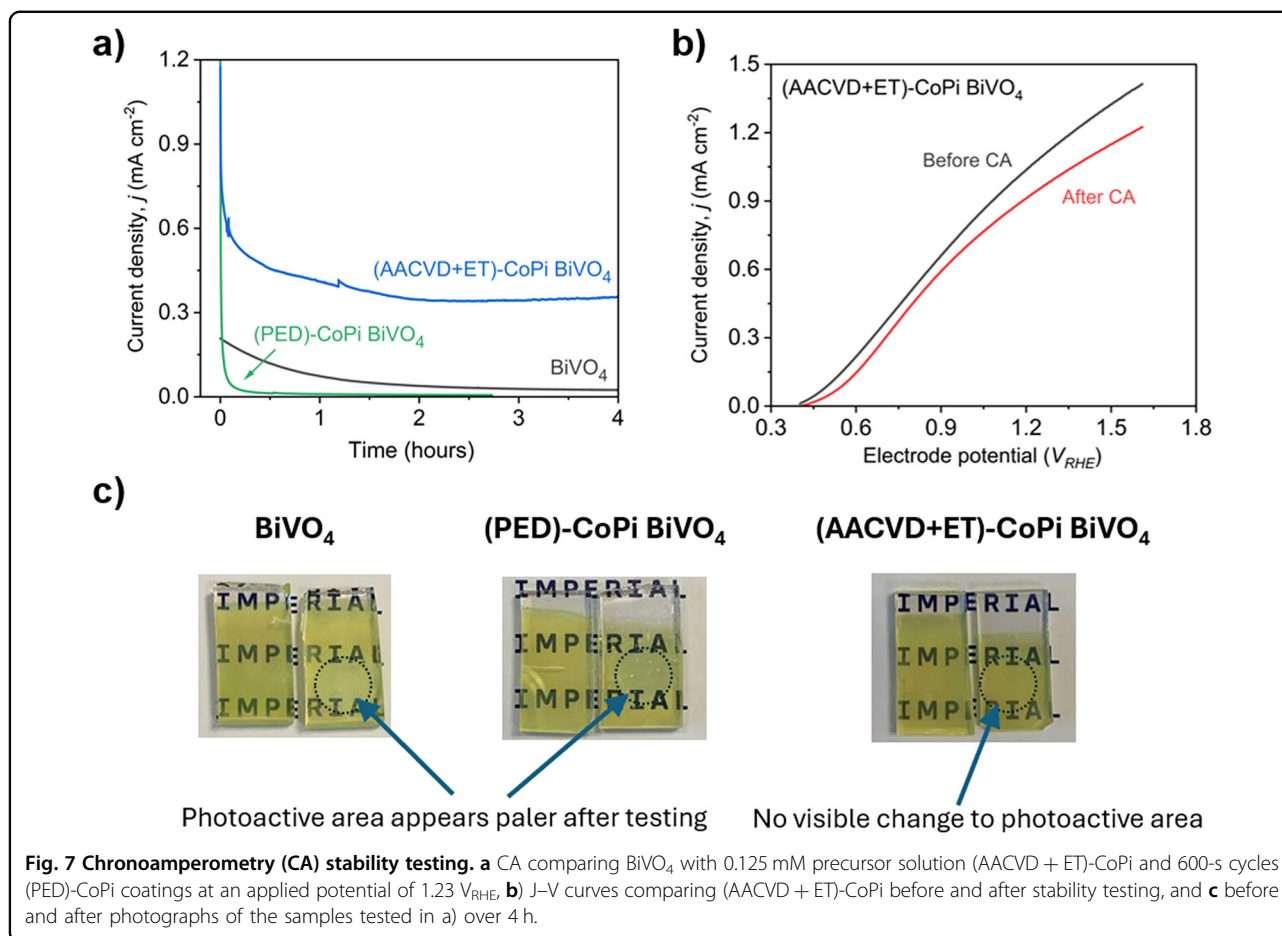 a)
1.2
0.9
0.6
0.3
0.0
Current density, j (mA cm⁻²)
(AACVD+ET)-CoPi BiVO₄
(PED)-CoPi BiVO₄
BiVO₄
0 1 2 3 4
Time (hours)
b)
1.5
1.2
0.9
0.6
0.3
0.0
Current density, j (mA cm⁻²)
(AACVD+ET)-CoPi BiVO₄
Before CA
After CA
0.3 0.6 0.9 1.2 1.5 1.8
Electrode potential (V_RHE)
c)
BiVO₄
(PED)-CoPi BiVO₄
(AACVD+ET)-CoPi BiVO₄
IMPERIAL
IMPERIAL
IMPERIAL
IMPERIAL
IMPERIAL
IMPERIAL
IMPERIAL
IMPERIAL
IMPERIAL
Photoactive area appears paler after testing
No visible change to photoactive area
Fig. 7 Chronoamperometry (CA) stability testing. a CA comparing BiVO₄ with 0.125 mM precursor solution (AACVD + ET)-CoPi and 600-s cycles
(PED)-CoPi coatings at an applied potential of 1.23 V_RHE, b) J–V curves comparing (AACVD + ET)-CoPi before and after stability testing, and c before
and after photographs of the samples tested in a) over 4 h.